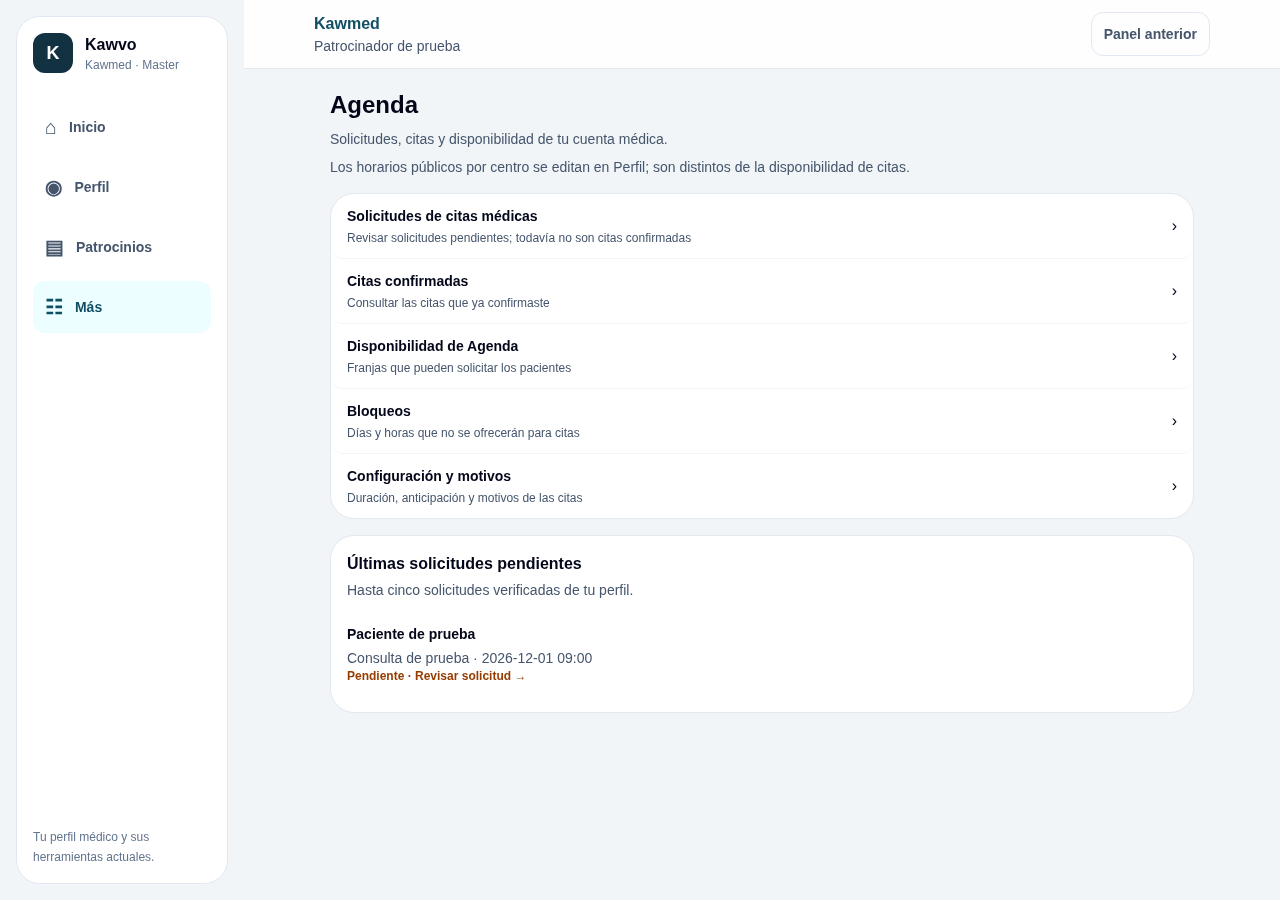 K
Kawvo
Kawmed · Master
Inicio
Perfil
Patrocinios
Más
Tu perfil médico y sus
herramientas actuales.
Kawmed
Patrocinador de prueba
Panel anterior
Agenda
Solicitudes, citas y disponibilidad de tu cuenta médica.
Los horarios públicos por centro se editan en Perfil; son distintos de la disponibilidad de citas.
Solicitudes de citas médicas
Revisar solicitudes pendientes; todavía no son citas confirmadas
›
Citas confirmadas
Consultar las citas que ya confirmaste
›
Disponibilidad de Agenda
Franjas que pueden solicitar los pacientes
›
Bloqueos
Días y horas que no se ofrecerán para citas
›
Configuración y motivos
Duración, anticipación y motivos de las citas
›
Últimas solicitudes pendientes
Hasta cinco solicitudes verificadas de tu perfil.
Paciente de prueba
Consulta de prueba · 2026-12-01 09:00
Pendiente · Revisar solicitud →